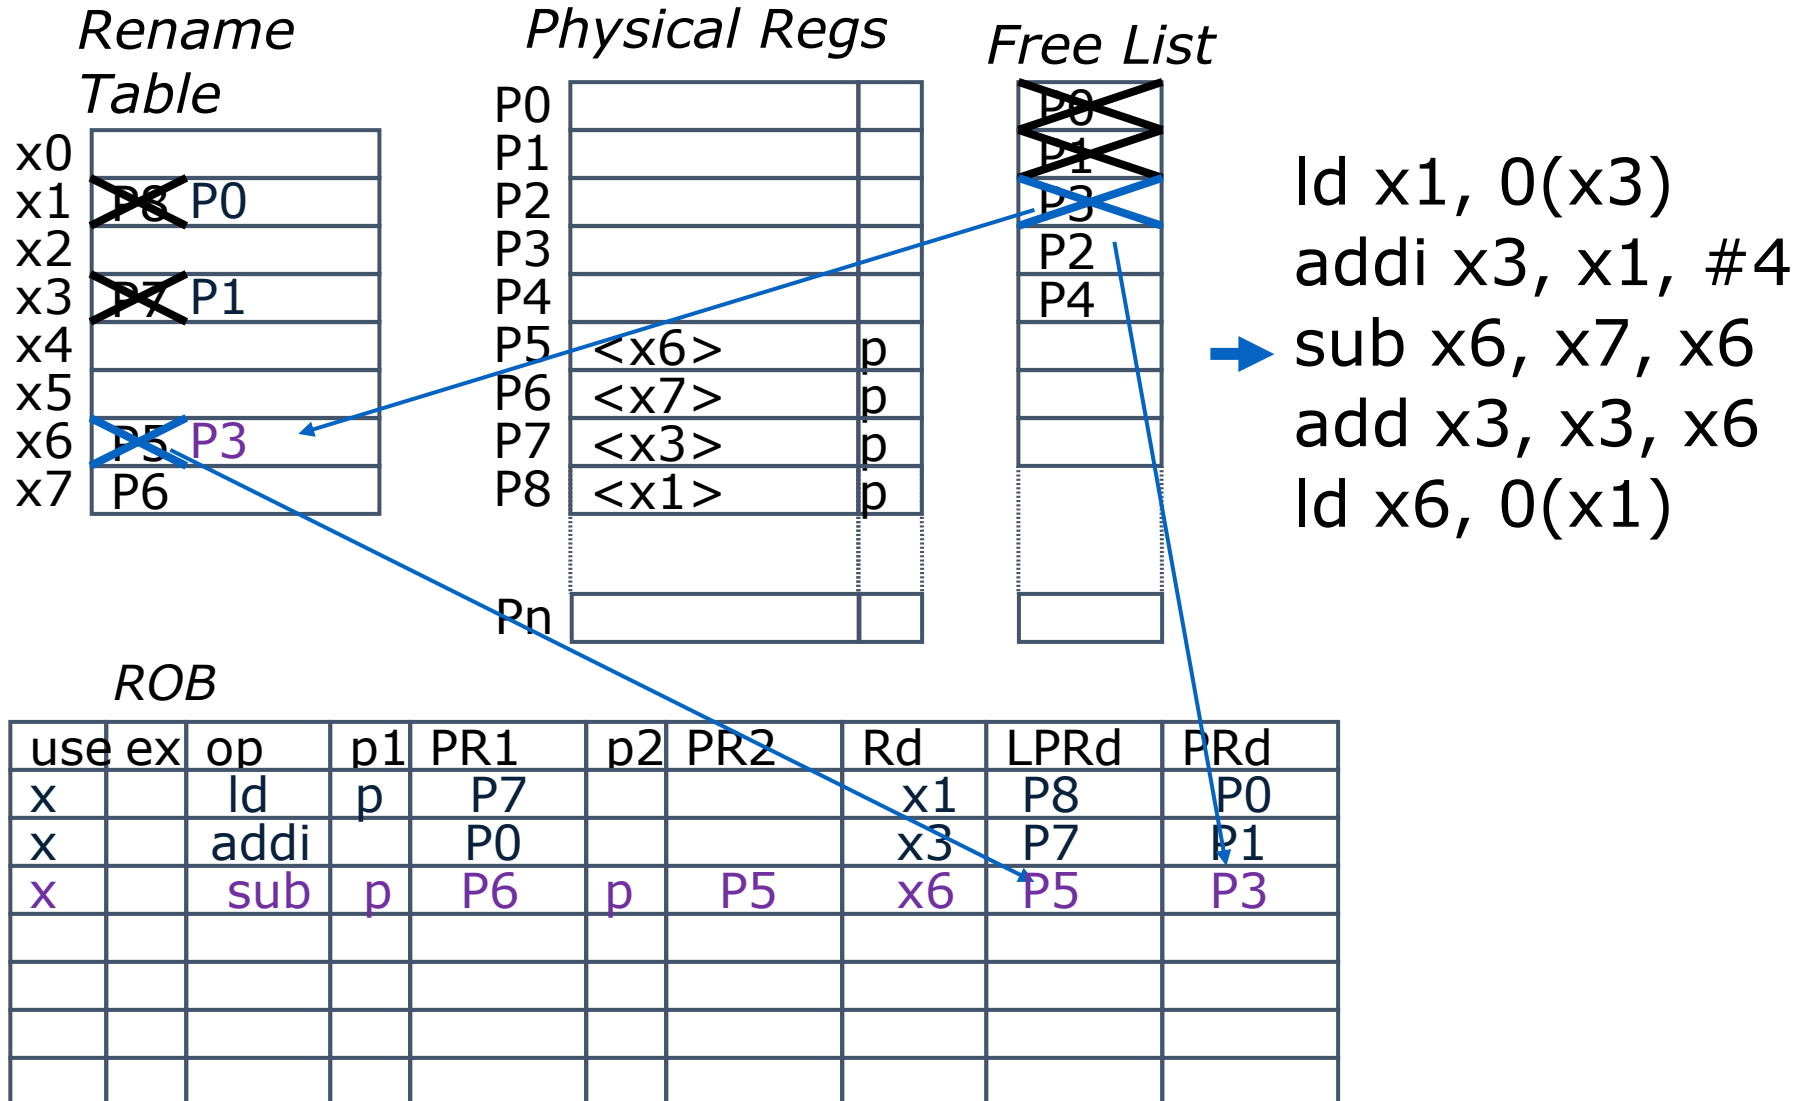 Rename Table
x0
x1 P8 P0
x2
x3 P7 P1
x4
x5
x6 P5 P3
x7 P6
Physical Regs
P0
P1
P2
P3
P4
P5 <x6> p
P6 <x7> p
P7 <x3> p
P8 <x1> p
Pn
Free List
P0
P1
P3
P2
P4
ld x1, 0(x3)
addi x3, x1, #4
sub x6, x7, x6
add x3, x3, x6
ld x6, 0(x1)
ROB
use ex op p1 PR1 p2 PR2 Rd LPRd PRd
x ld p P7 x1 P8 P0
x addi P0 x3 P7 P1
x sub p P6 p P5 x6 P5 P3